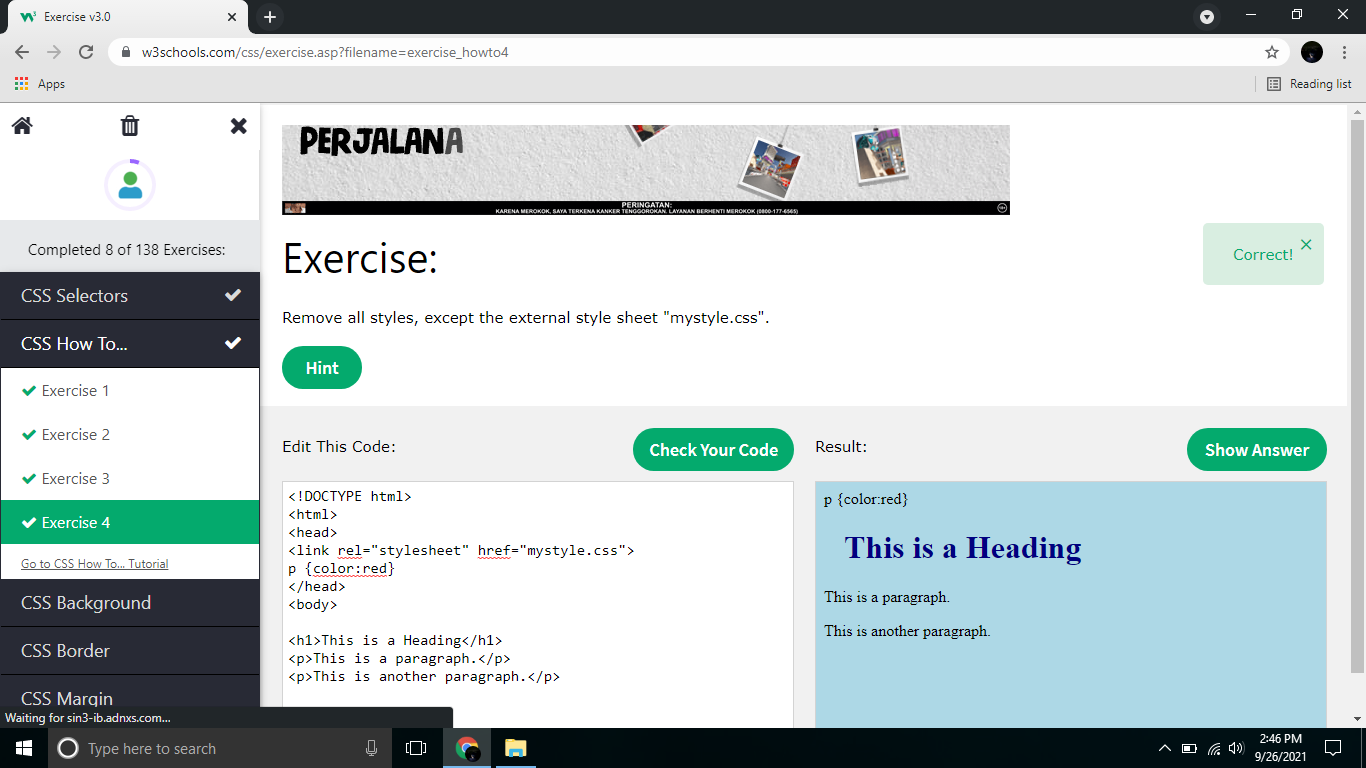 Exercise v3.0
w3schools.com/css/exercise.asp?filename=exercise_howto4
Apps
Reading list
PERJALANA
PERINGATAN:
KARENA MEROKOK, SAYA TERKENA KANKER TENGGOROKAN. LAYANAN BERHENTI MEROKOK (0800-177-6565)
18+
Completed 8 of 138 Exercises:
CSS Selectors
CSS How To...
Exercise 1
Exercise 2
Exercise 3
Exercise 4
Go to CSS How To... Tutorial
CSS Background
CSS Border
CSS Margin
Exercise:
Correct!
Remove all styles, except the external style sheet "mystyle.css".
Hint
Edit This Code:
Check Your Code
<!DOCTYPE html>
<html>
<head>
<link rel="stylesheet" href="mystyle.css">
p {color:red}
</head>
<body>
<h1>This is a Heading</h1>
<p>This is a paragraph.</p>
<p>This is another paragraph.</p>
Result:
Show Answer
p {color:red}
This is a Heading
This is a paragraph.
This is another paragraph.
Waiting for sin3-ib.adnxs.com...
Type here to search
2:46 PM
9/26/2021